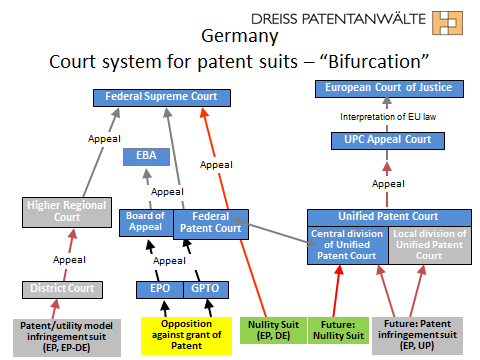 DREISS PATENTANWÄLTE
Germany
Court system for patent suits – “Bifurcation”
Federal Supreme Court
European Court of Justice
Interpretation of EU law
Appeal
UPC Appeal Court
EBA
Appeal
Appeal
Appeal
Higher Regional
Court
Board of
Appeal
Federal
Patent Court
Unified Patent Court
Central division
of Unified
Patent Court
Local division
of Unified Patent
Court
Appeal
Appeal
District Court
EPO
GPTO
Patent/utility model
infringement suit
(EP, EP-DE)
Opposition
against grant of
Patent
Nullity Suit
(EP, DE)
Future:
Nullity Suit
Future: Patent
infringement suit
(EP, UP)